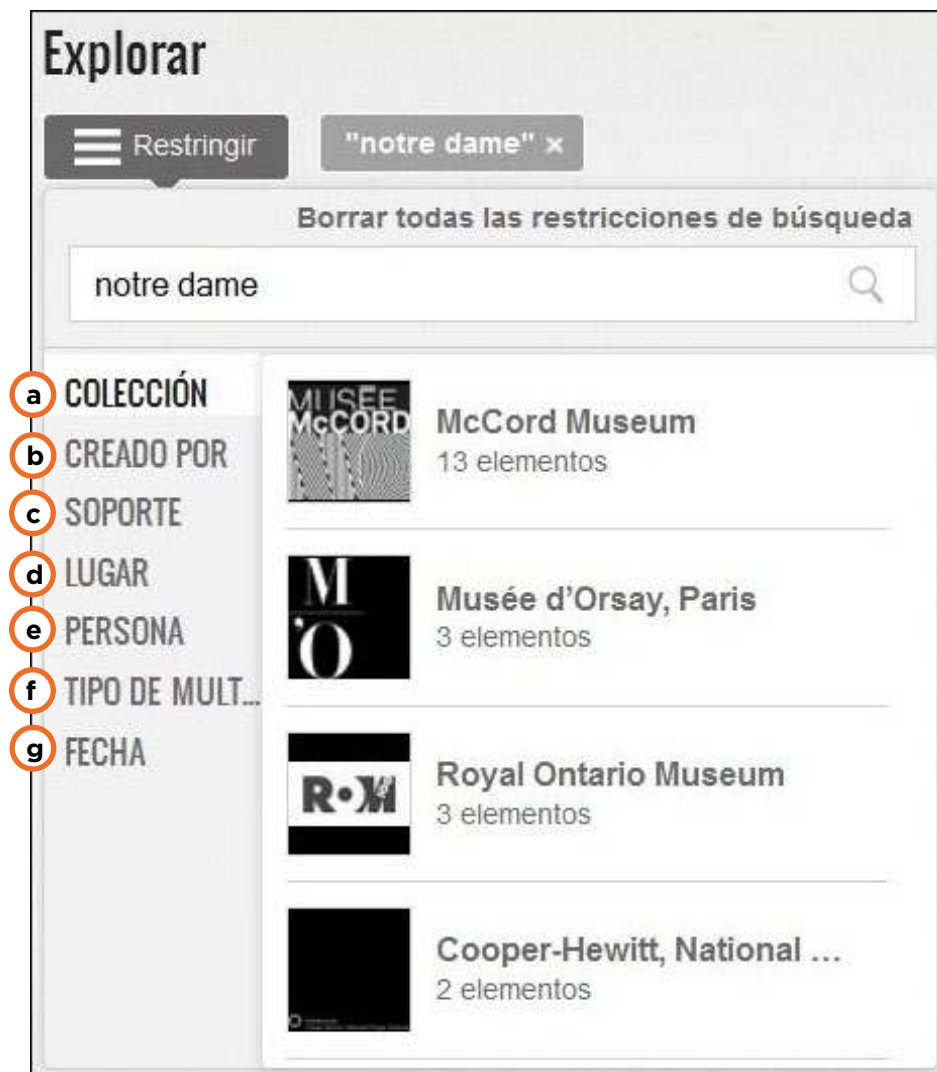 Explorar
Restringir
"notre dame" ×
Borrar todas las restricciones de búsqueda
notre dame
a COLECCIÓN
b CREADO POR
c SOPORTE
d LUGAR
e PERSONA
f TIPO DE MULT...
g FECHA
MUSÉE
McCORD
McCord Museum
13 elementos
M
'O
Musée d'Orsay, Paris
3 elementos
ROM
Royal Ontario Museum
3 elementos
Cooper-Hewitt, National ...
2 elementos